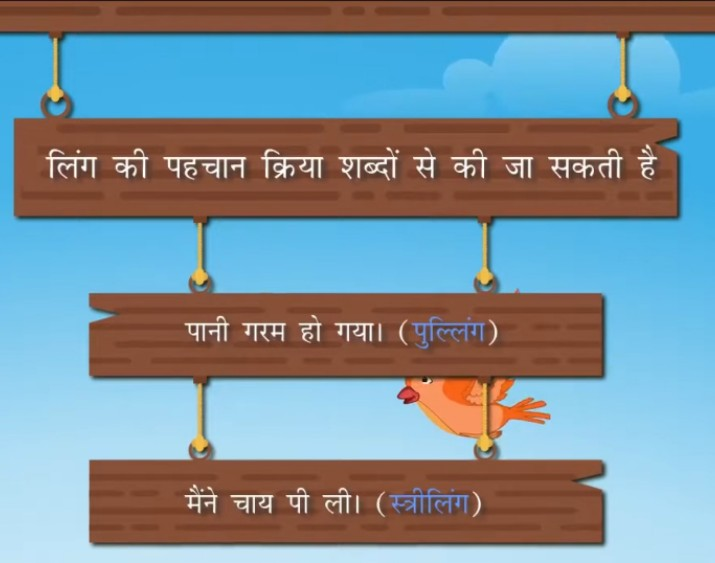 लिंग की पहचान क्रिया शब्दों से की जा सकती है
पानी गरम हो गया। (पुल्लिंग)
मैंने चाय पी ली। (स्त्रीलिंग)